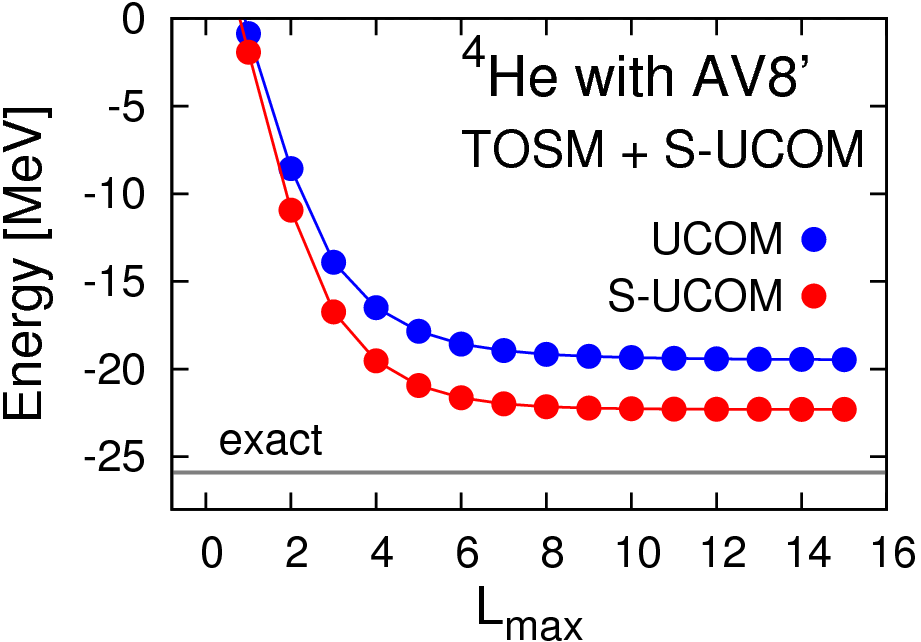 0
-5
-10
-15
-20
-25
Energy [MeV]
⁴He with AV8’
TOSM + S-UCOM
UCOM
S-UCOM
exact
0 2 4 6 8 10 12 14 16
Lmax